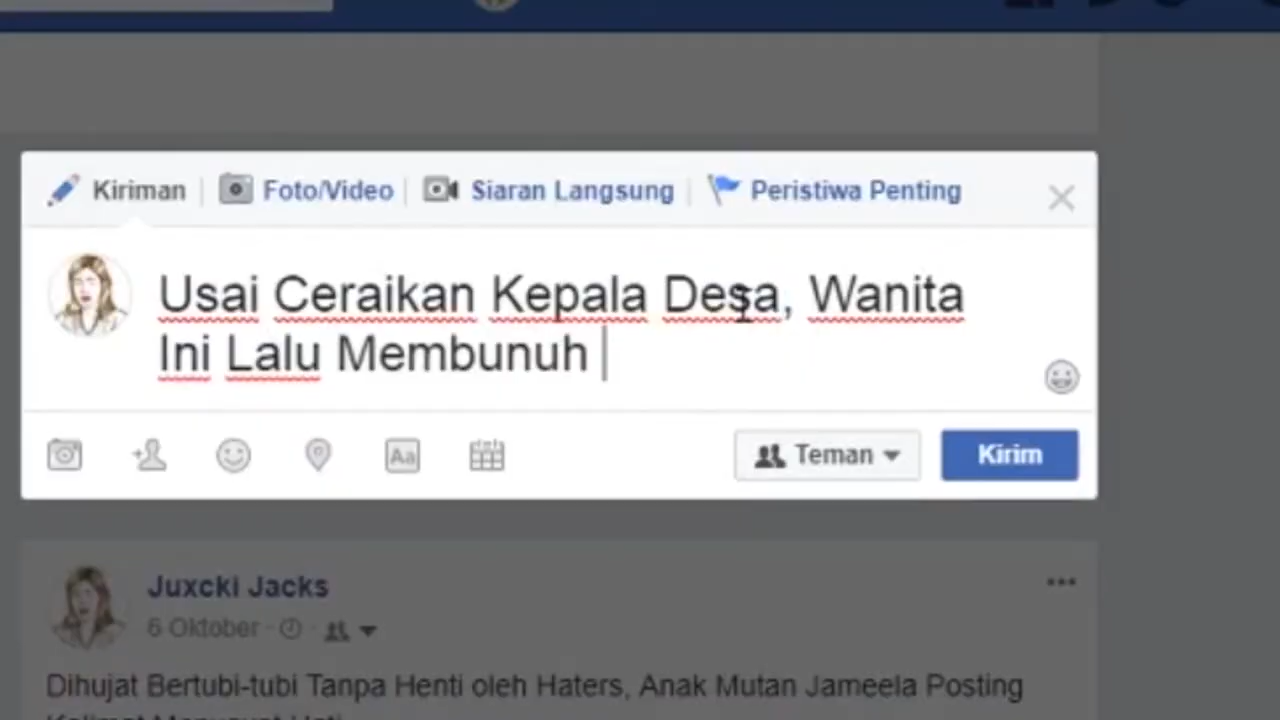 Kiriman Foto/Video Siaran Langsung Peristiwa Penting
Usai Ceraikan Kepala Desa, Wanita
Ini Lalu Membunuh
Aa Teman Kirim
Juxcki Jacks
6 Oktober
Dihujat Bertubi-tubi Tanpa Henti oleh Haters, Anak Mutan Jameela Posting